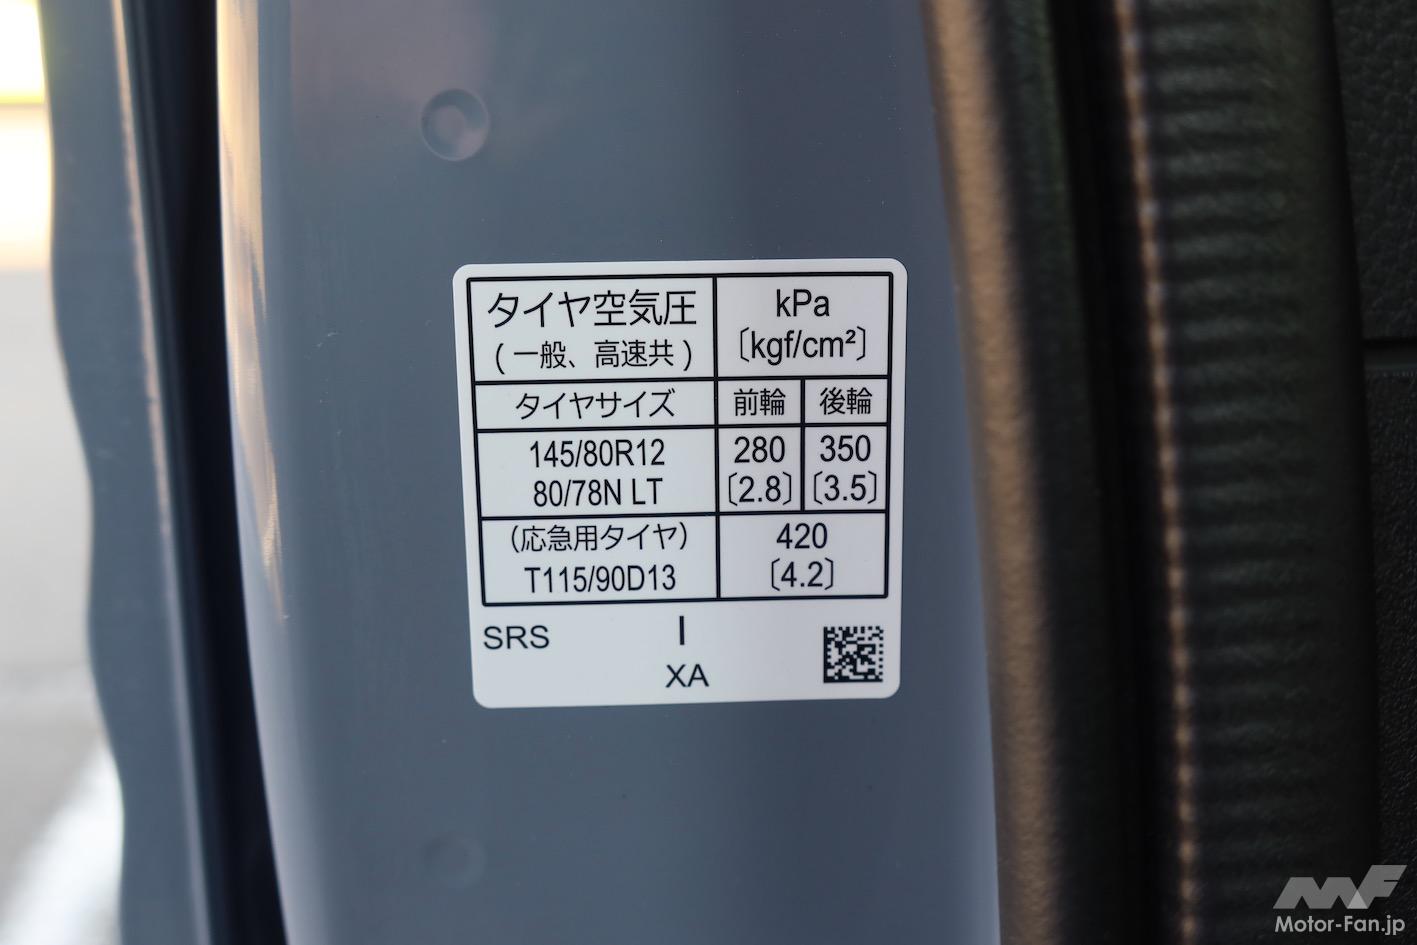 タイヤ空気圧
(一般、高速共)
kPa
〔kgf/cm²〕
タイヤサイズ
前輪
後輪
145/80R12
80/78N LT
280
〔2.8〕
350
〔3.5〕
(応急用タイヤ)
T115/90D13
420
〔4.2〕
SRS
I
XA
MF
Motor-Fan.jp